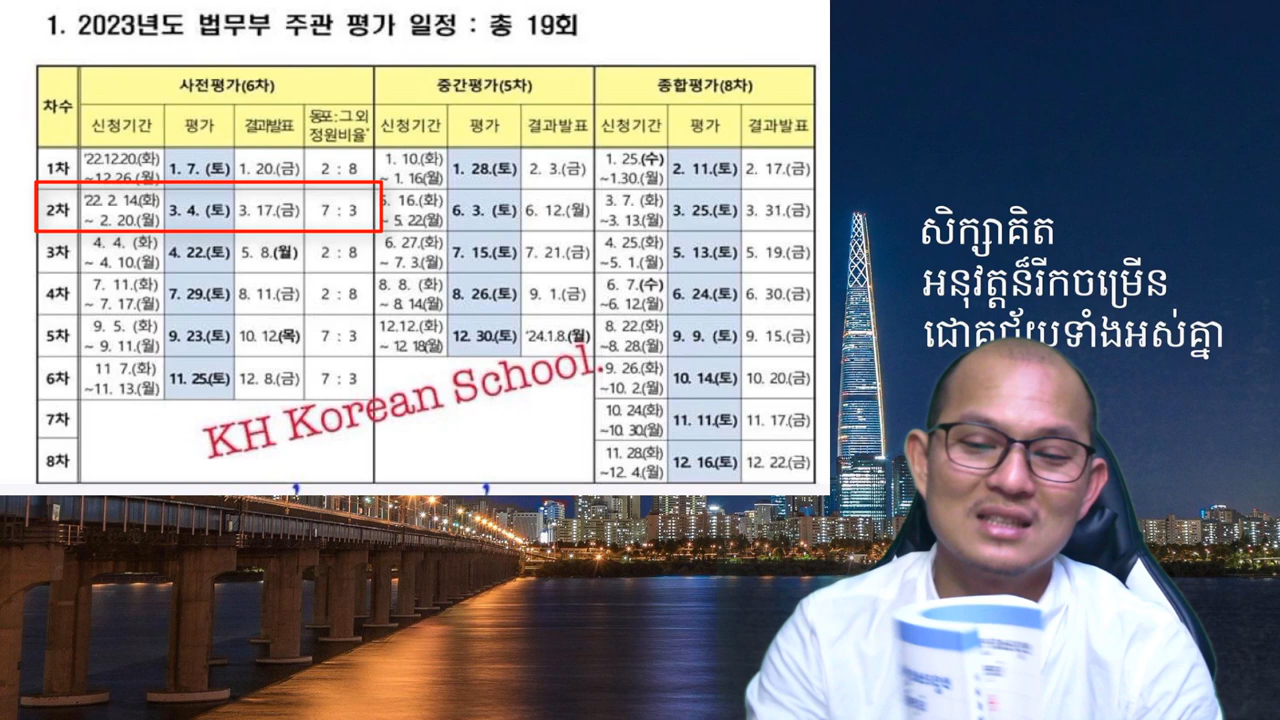 1. 2023년도 법무부 주관 평가 일정 : 총 19회
차수 사전평가(6차) 중간평가(5차) 종합평가(8차)
신청기간 평가 결과발표 동포:그 외 정원비율* 신청기간 평가 결과발표 신청기간 평가 결과발표
1차 '22.12.20.(화) ~12.26.(월) 1. 7. (토) 1. 20.(금) 2 : 8 1. 10.(화) ~ 1. 16(월) 1. 28.(토) 2. 3.(금) 1. 25.(수) ~1.30.(월) 2. 11.(토) 2. 17.(금)
2차 '22. 2. 14(화) ~ 2. 20.(월) 3. 4. (토) 3. 17.(금) 7 : 3 5. 16.(화) ~ 5. 22(월) 6. 3. (토) 6. 12.(월) 3. 7. (화) ~3. 13.(월) 3. 25(토) 3. 31.(금)
3차 4. 4. (화) ~ 4. 10.(월) 4. 22.(토) 5. 8.(월) 2 : 8 6. 27.(화) ~ 7. 3.(월) 7. 15.(토) 7. 21.(금) 4. 25(화) ~5. 1.(월) 5. 13.(토) 5. 19.(금)
4차 7. 11.(화) ~ 7. 17.(월) 7. 29.(토) 8. 11.(금) 2 : 8 8. 8. (화) ~ 8. 14(월) 8. 26.(토) 9. 1.(금) 6. 7.(수) ~6. 12.(월) 6. 24.(토) 6. 30.(금)
5차 9. 5. (화) ~ 9. 11.(월) 9. 23.(토) 10. 12.(목) 7 : 3 12.12.(화) ~ 12. 18(월) 12. 30.(토) '24.1.8.(월) 8. 22(화) ~8. 28.(월) 9. 9. (토) 9. 15.(금)
6차 11 7.(화) ~11. 13.(월) 11. 25.(토) 12. 8.(금) 7 : 3 9. 26(화) ~10. 2.(월) 10. 14(토) 10. 20.(금)
7차 10. 24(화) ~10. 30.(월) 11. 11.(토) 11. 17.(금)
8차 11. 28(화) ~12. 4.(월) 12. 16.(토) 12. 22.(금)
KH Korean School.
សិក្សាគិត
អនុវត្តន៏រីកចម្រើន
ជោគជ័យទាំងអស់គ្នា